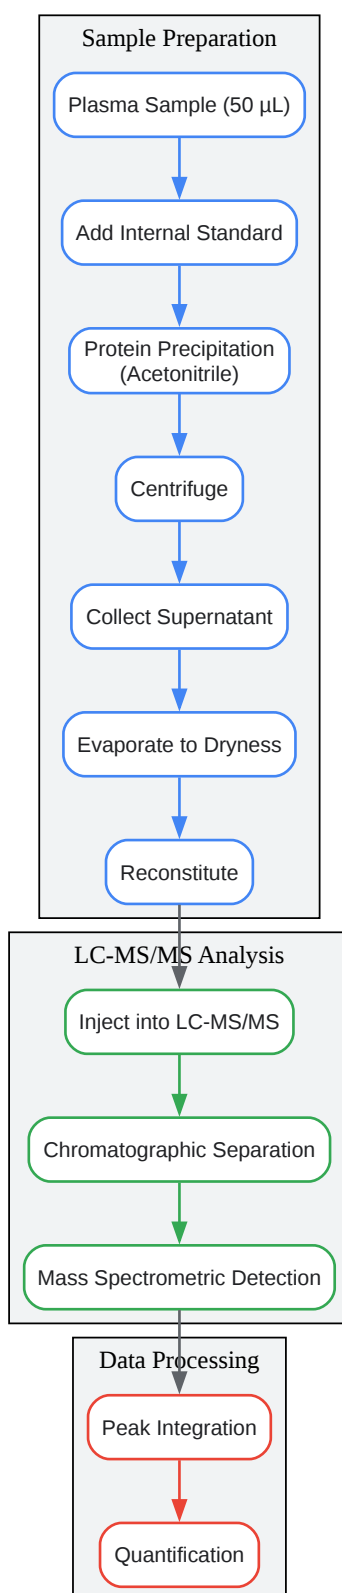 Sample Preparation
Plasma Sample (50 µL)
Add Internal Standard
Protein Precipitation
(Acetonitrile)
Centrifuge
Collect Supernatant
Evaporate to Dryness
Reconstitute
LC-MS/MS Analysis
Inject into LC-MS/MS
Chromatographic Separation
Mass Spectrometric Detection
Data Processing
Peak Integration
Quantification